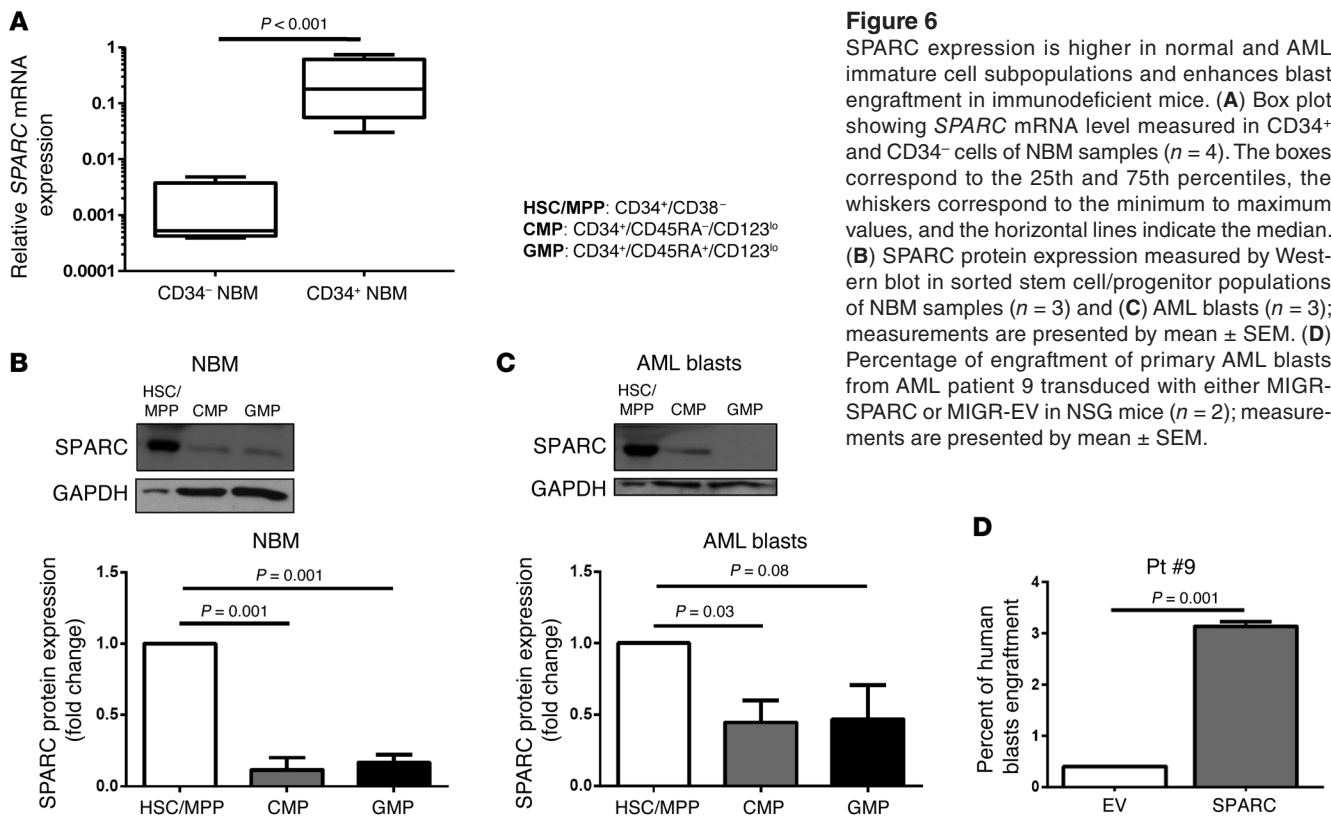 A
P < 0.001
Relative SPARC mRNA
expression
1
0.1
0.01
0.001
0.0001
CD34⁻ NBM
CD34⁺ NBM
HSC/MPP: CD34⁺/CD38⁻
CMP: CD34⁺/CD45RA⁻/CD123ˡᵒ
GMP: CD34⁺/CD45RA⁺/CD123ˡᵒ
Figure 6
SPARC expression is higher in normal and AML
immature cell subpopulations and enhances blast
engraftment in immunodeficient mice. (A) Box plot
showing SPARC mRNA level measured in CD34⁺
and CD34⁻ cells of NBM samples (n = 4). The boxes
correspond to the 25th and 75th percentiles, the
whiskers correspond to the minimum to maximum
values, and the horizontal lines indicate the median.
(B) SPARC protein expression measured by West-
ern blot in sorted stem cell/progenitor populations
of NBM samples (n = 3) and (C) AML blasts (n = 3);
measurements are presented by mean ± SEM. (D)
Percentage of engraftment of primary AML blasts
from AML patient 9 transduced with either MIGR-
SPARC or MIGR-EV in NSG mice (n = 2); measure-
ments are presented by mean ± SEM.
B
NBM
HSC/
MPP CMP GMP
SPARC
GAPDH
NBM
SPARC protein expression
(fold change)
1.5
1.0
0.5
0.0
P = 0.001
P = 0.001
HSC/MPP
CMP
GMP
C
AML blasts
HSC/
MPP CMP GMP
SPARC
GAPDH
AML blasts
SPARC protein expression
(fold change)
1.5
1.0
0.5
0.0
P = 0.08
P = 0.03
HSC/MPP
CMP
GMP
D
Pt #9
P = 0.001
Percent of human
blasts engraftment
4
3
2
1
0
EV
SPARC